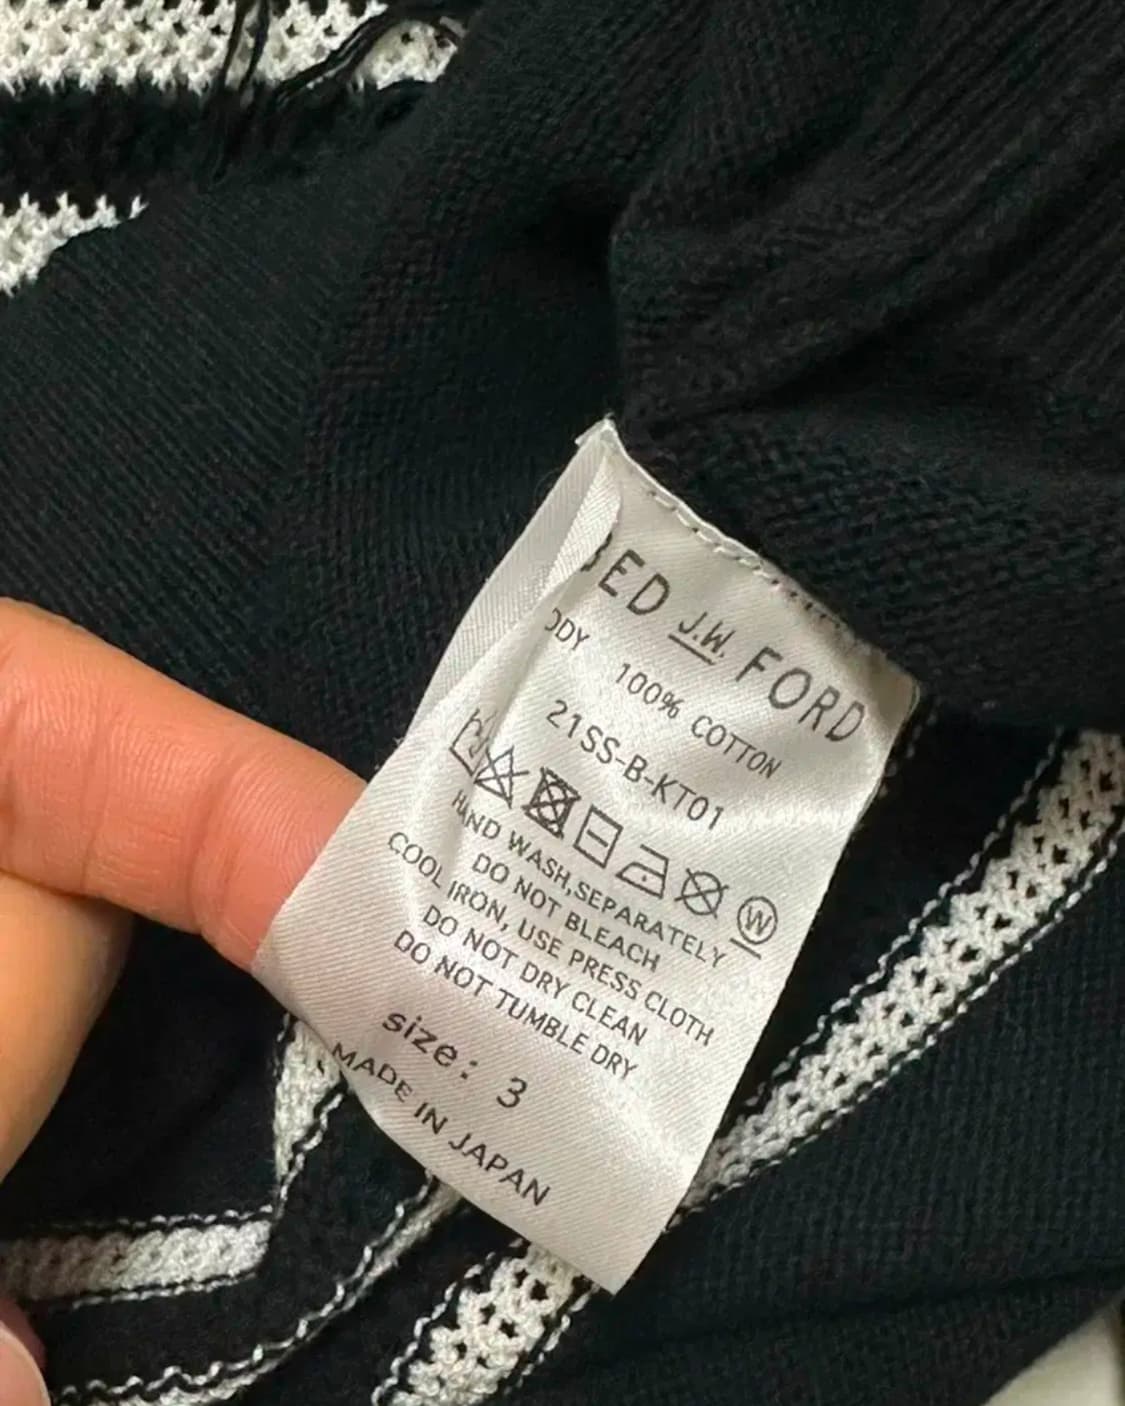 BED J.W. FORD
BODY 100% COTTON
21SS-B-KT01
W
HAND WASH,SEPARATELY
DO NOT BLEACH
COOL IRON, USE PRESS CLOTH
DO NOT DRY CLEAN
DO NOT TUMBLE DRY
size: 3
MADE IN JAPAN